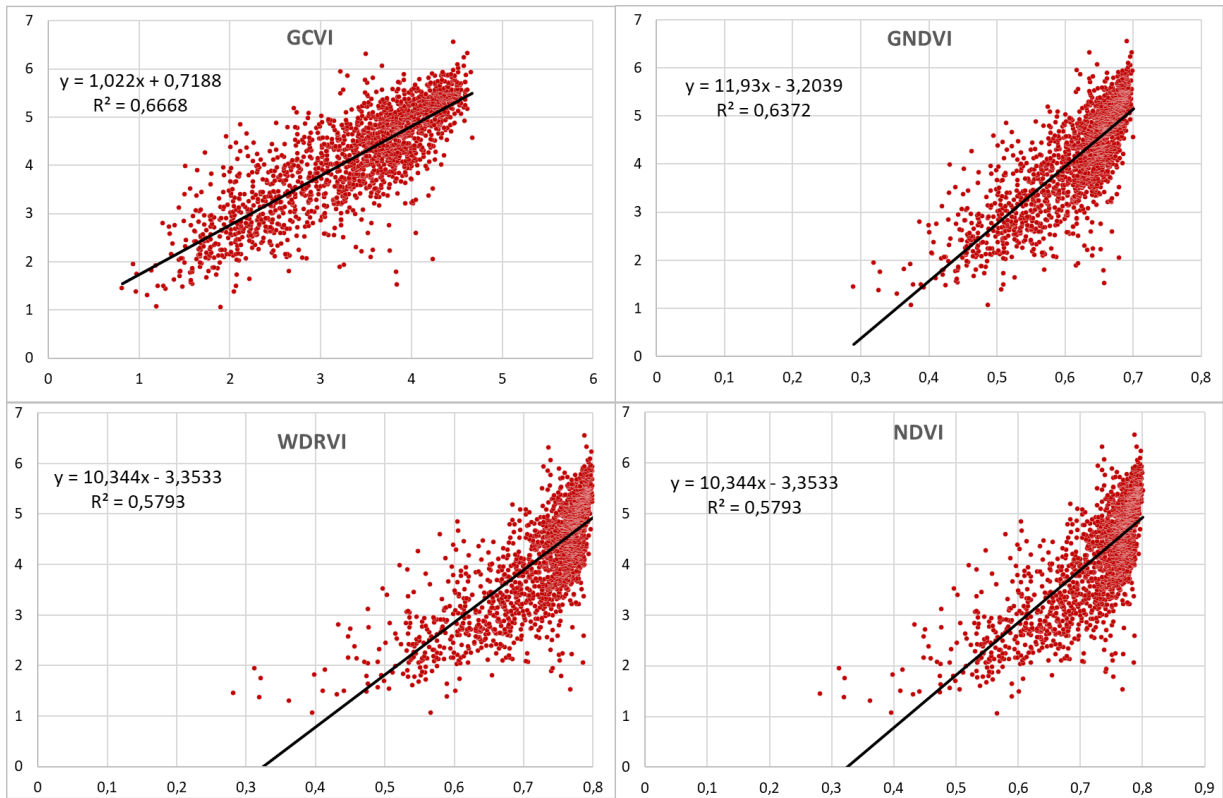 GCVI
y = 1,022x + 0,7188
R² = 0,6668
7
6
5
4
3
2
1
0
0 1 2 3 4 5 6
GNDVI
y = 11,93x - 3,2039
R² = 0,6372
7
6
5
4
3
2
1
0
0 0,1 0,2 0,3 0,4 0,5 0,6 0,7 0,8
WDRVI
y = 10,344x - 3,3533
R² = 0,5793
7
6
5
4
3
2
1
0
0 0,1 0,2 0,3 0,4 0,5 0,6 0,7 0,8
NDVI
y = 10,344x - 3,3533
R² = 0,5793
7
6
5
4
3
2
1
0
0 0,1 0,2 0,3 0,4 0,5 0,6 0,7 0,8 0,9